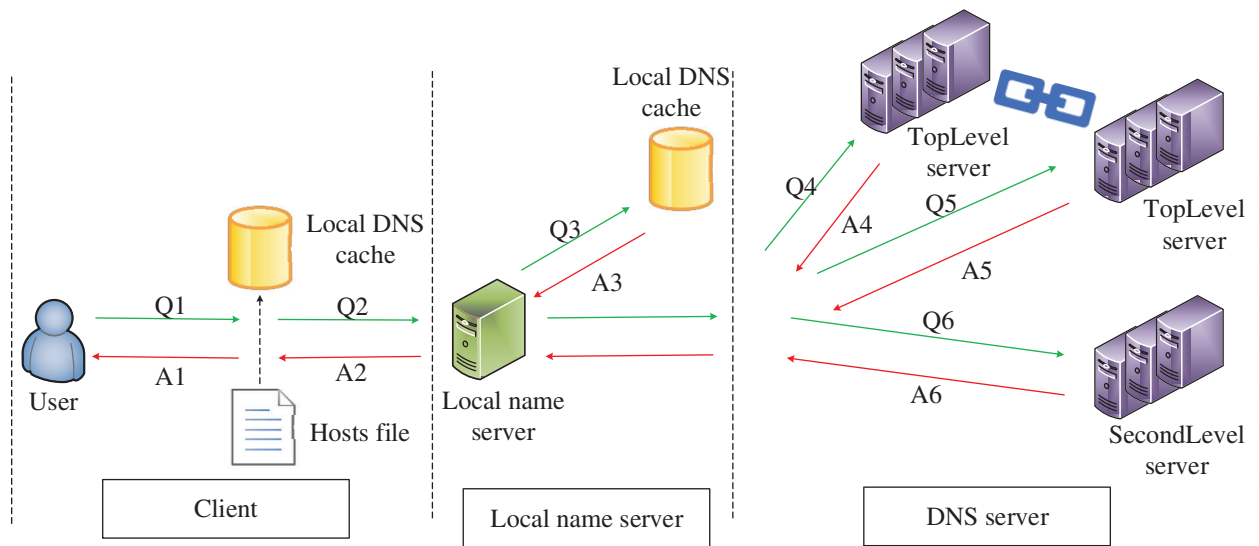 Local DNS
cache
TopLevel
server
Q4
A4
Q5
A5
TopLevel
server
Q3
A3
Local DNS
cache
Q1
Q2
Q6
A1
A2
A6
User
Hosts file
Local name
server
SecondLevel
server
Client
Local name server
DNS server